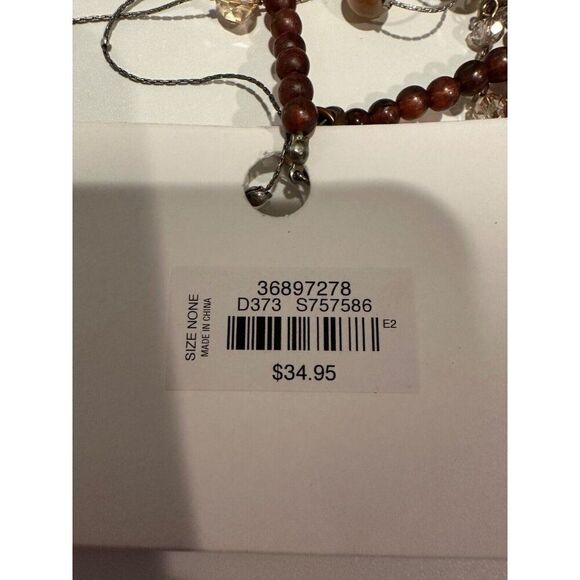 36897278
D373 S757586
SIZE NONE
MADE IN CHINA
E2
$34.95